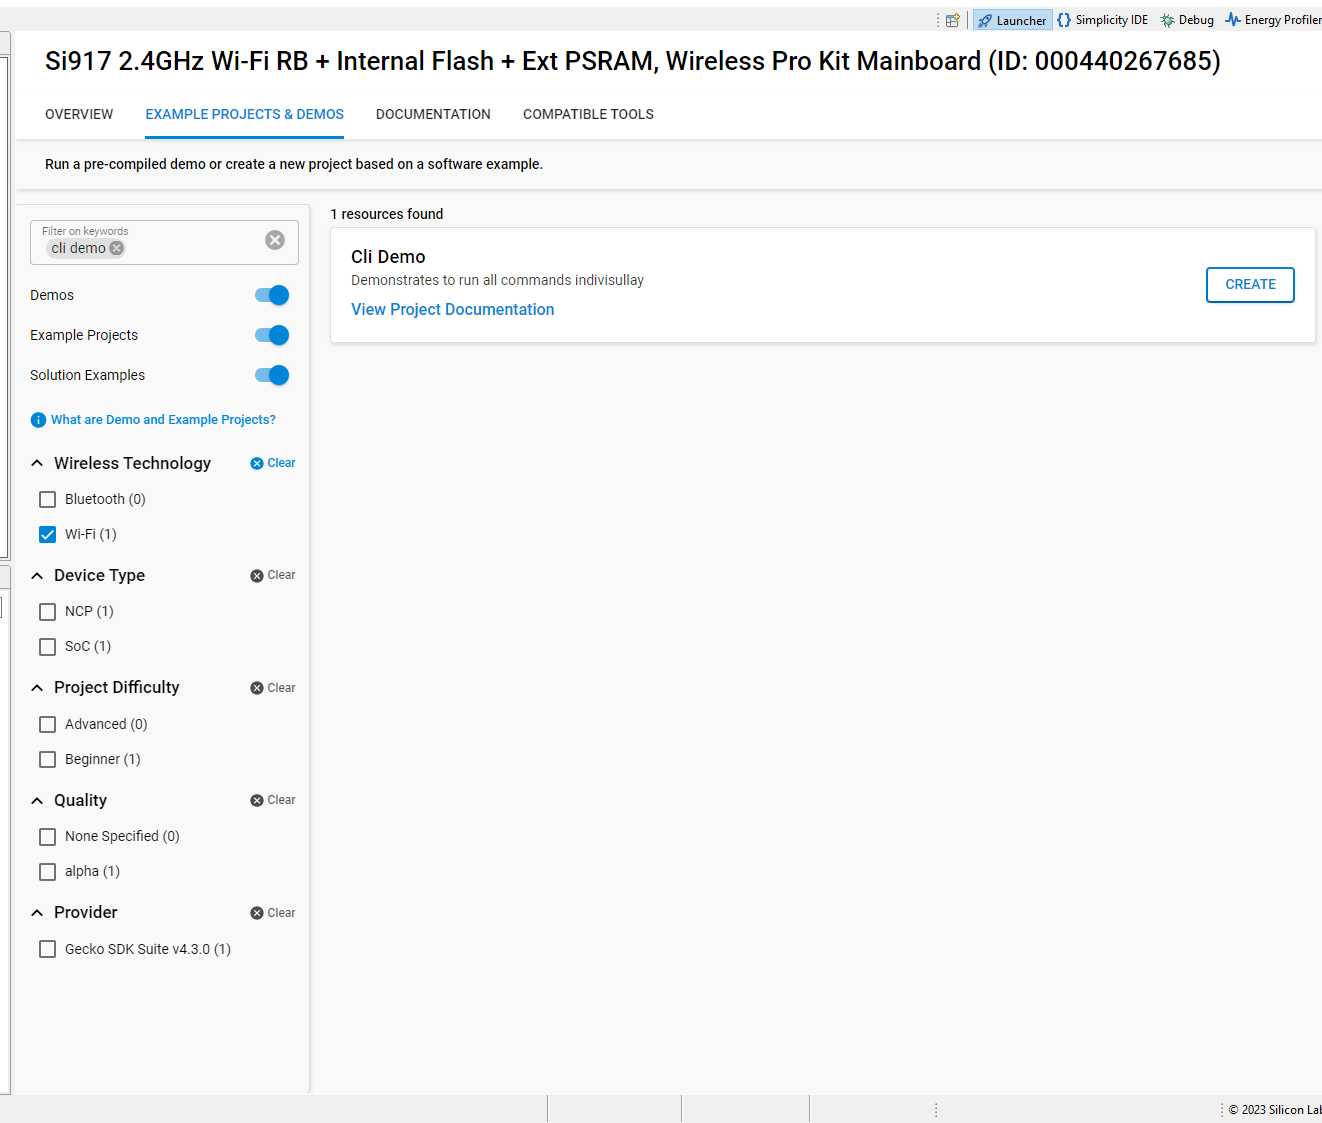 Launcher Simplicity IDE Debug Energy Profiler
Si917 2.4GHz Wi-Fi RB + Internal Flash + Ext PSRAM, Wireless Pro Kit Mainboard (ID: 000440267685)
OVERVIEW EXAMPLE PROJECTS & DEMOS DOCUMENTATION COMPATIBLE TOOLS
Run a pre-compiled demo or create a new project based on a software example.
Filter on keywords
cli demo
Demos
Example Projects
Solution Examples
What are Demo and Example Projects?
Wireless Technology Clear
Bluetooth (0)
Wi-Fi (1)
Device Type Clear
NCP (1)
SoC (1)
Project Difficulty Clear
Advanced (0)
Beginner (1)
Quality Clear
None Specified (0)
alpha (1)
Provider Clear
Gecko SDK Suite v4.3.0 (1)
1 resources found
Cli Demo
Demonstrates to run all commands indivisullay
View Project Documentation
CREATE
© 2023 Silicon Lab